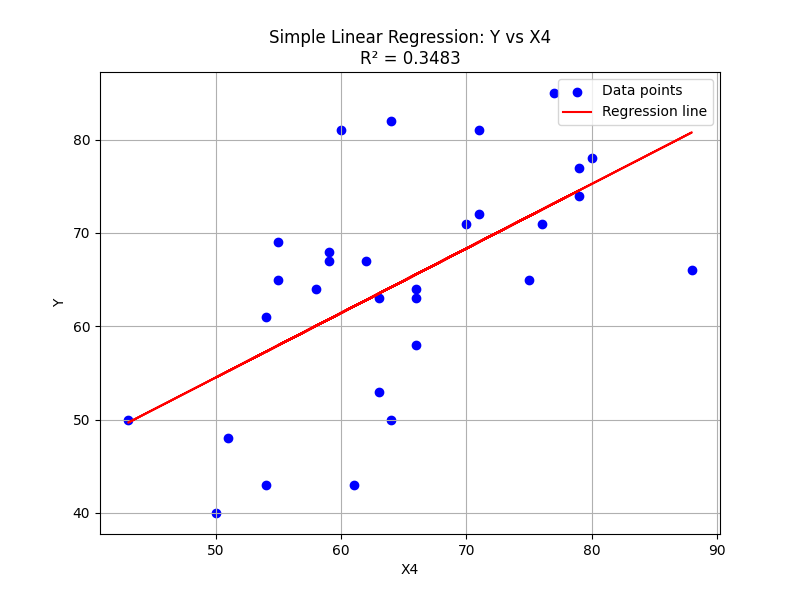 Simple Linear Regression: Y vs X4
R² = 0.3483
Data points
Regression line
80
70
60
50
40
Y
50 60 70 80 90
X4